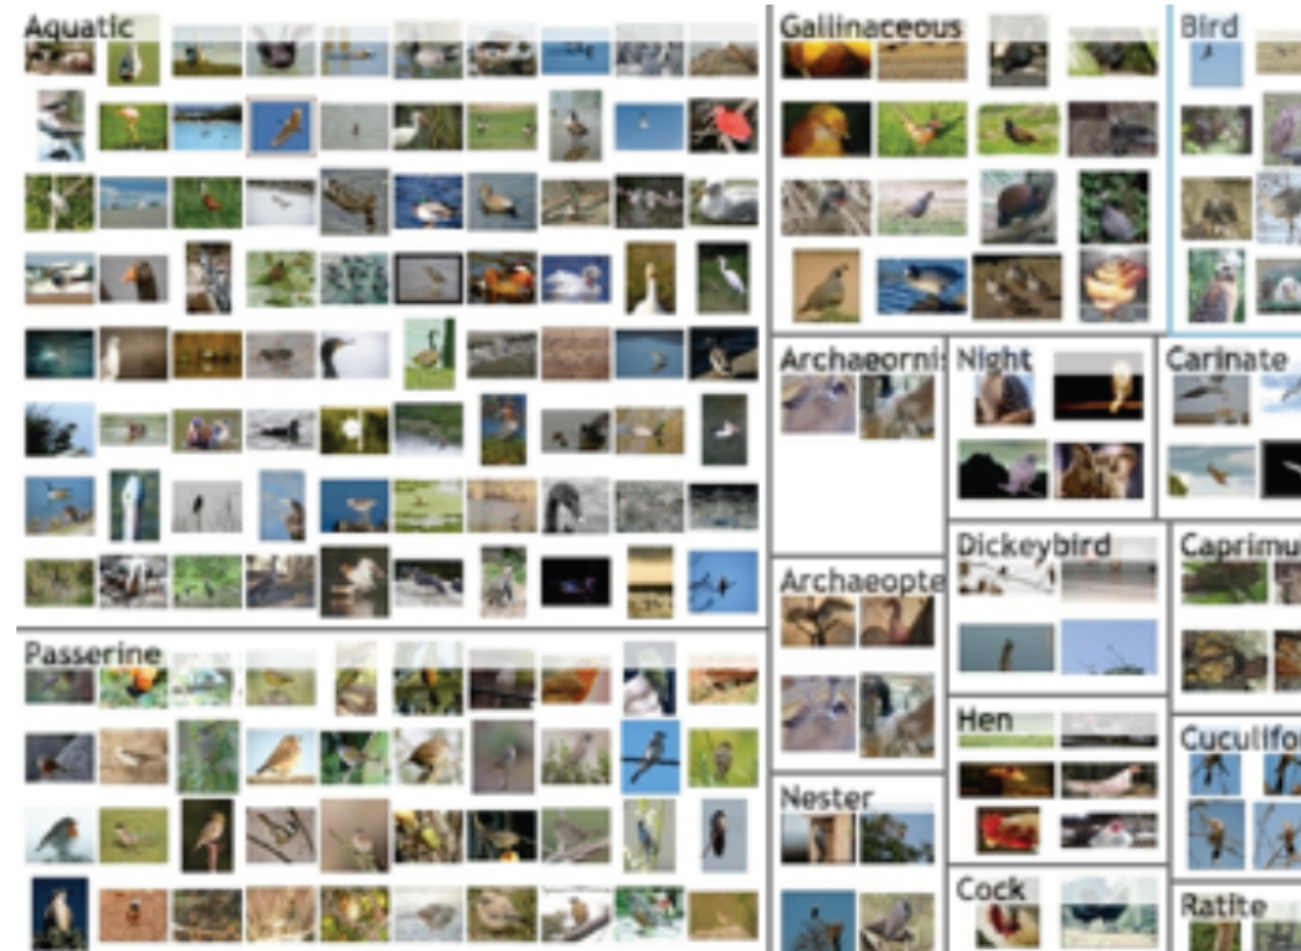 Aquatic
Gallinaceous
Bird
Archaeornis
Night
Carinate
Dickeybird
Caprimu
Archaeopte
Passerine
Hen
Cuculifo
Nester
Cock
Ratite